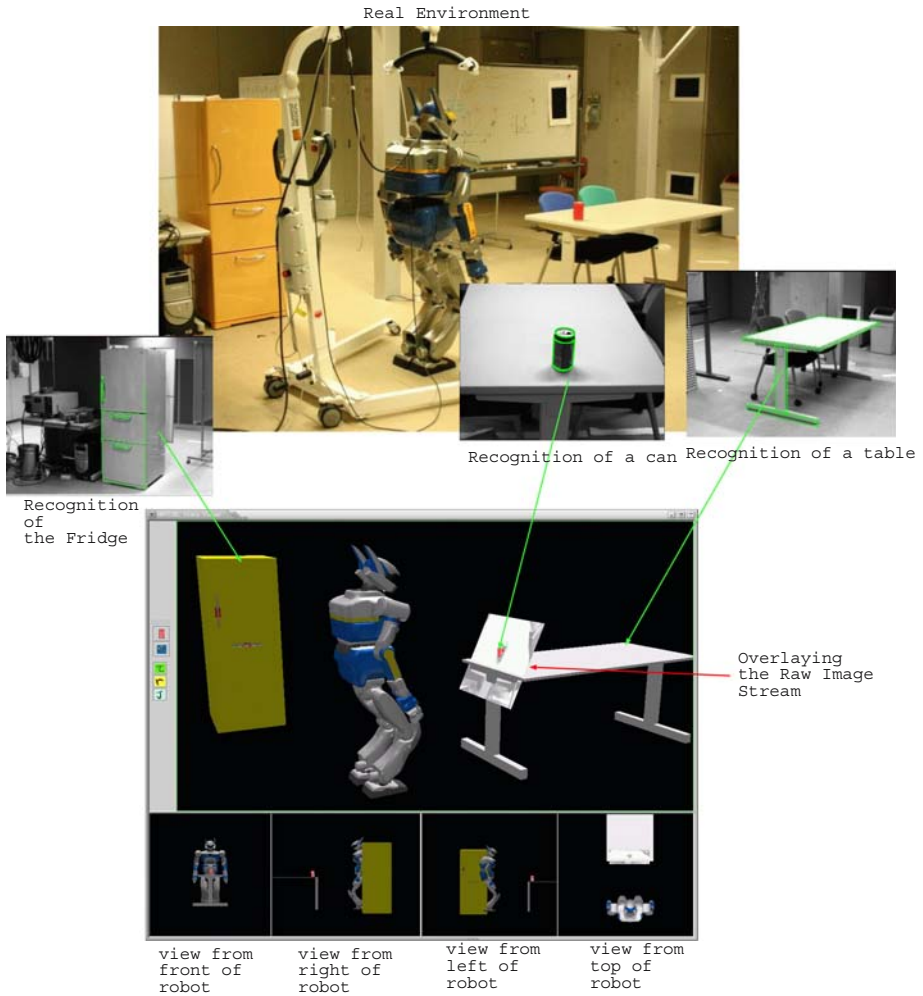 Real Environment
Recognition of a can
Recognition of a table
Recognition
of
the Fridge
Overlaying
the Raw Image
Stream
view from
front of
robot
view from
right of
robot
view from
left of
robot
view from
top of
robot